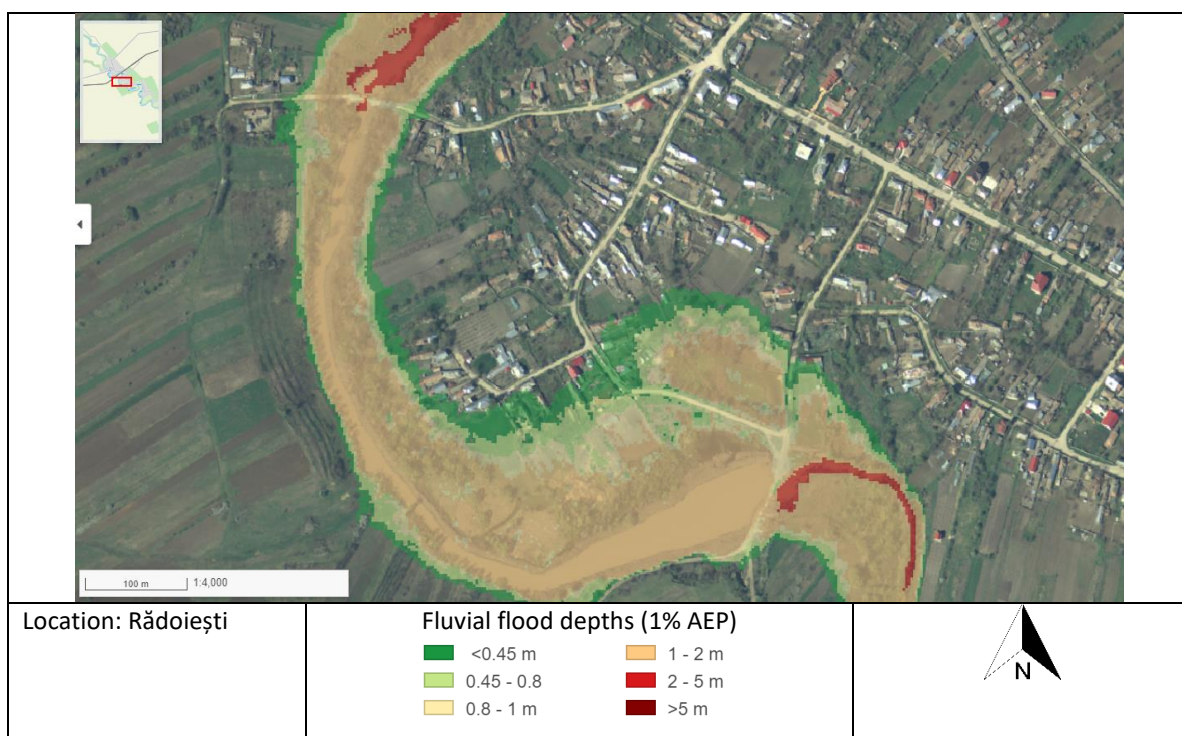 100 m 1:4,000
Location: Rădoiești
Fluvial flood depths (1% AEP)
<0.45 m
0.45 - 0.8
0.8 - 1 m
1 - 2 m
2 - 5 m
>5 m
N